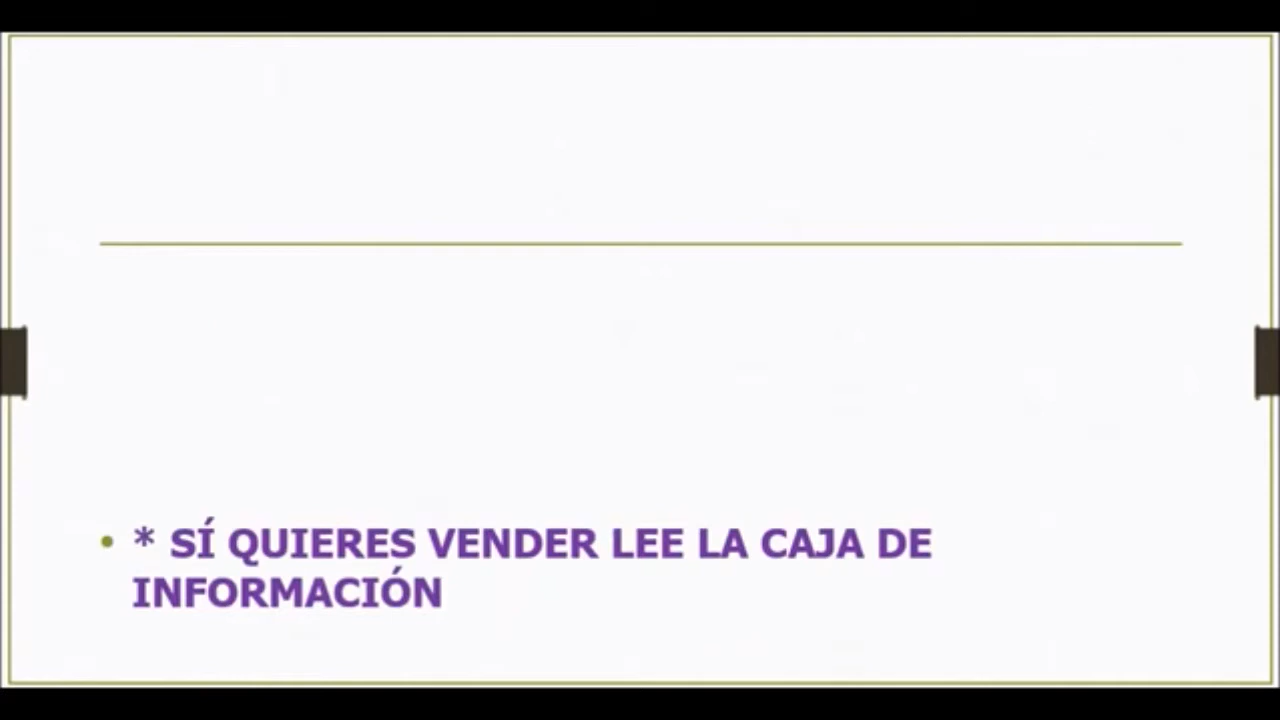 • * SÍ QUIERES VENDER LEE LA CAJA DE
INFORMACIÓN